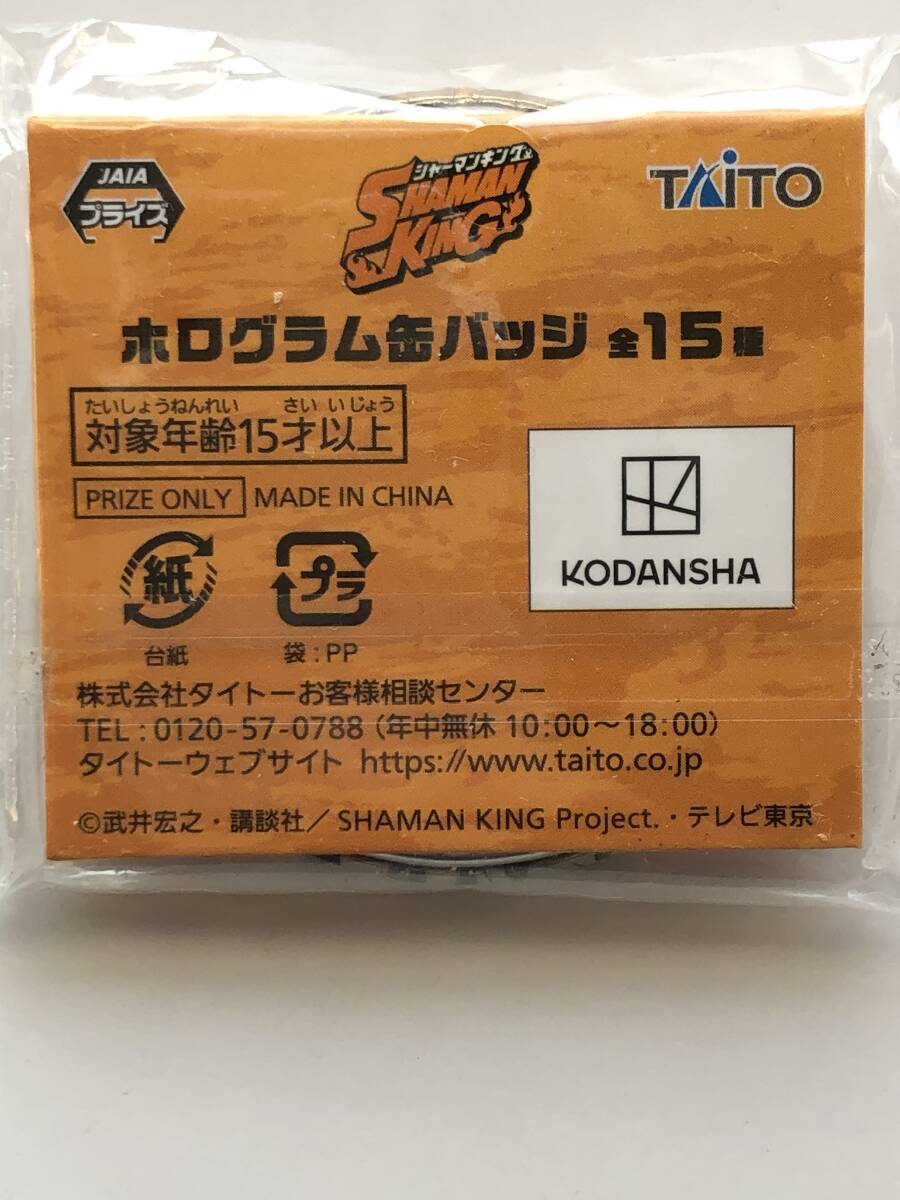 JAIA
プライズ
シャーマンキング
SHAMAN
KING
TAITO
ホログラム缶バッジ 全15種
たいしょうねんれい さい いじょう
対象年齢15才以上
PRIZE ONLY MADE IN CHINA
KODANSHA
紙 プラ
台紙 袋:PP
株式会社タイトーお客様相談センター
TEL:0120-57-0788(年中無休 10:00～18:00)
タイトーウェブサイト https://www.taito.co.jp
©武井宏之・講談社/SHAMAN KING Project.・テレビ東京